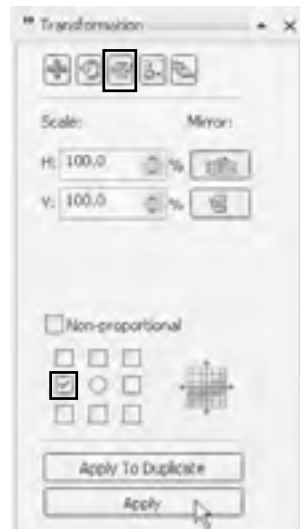 Transformation
Scale: Mirror:
H: 100.0 %
V: 100.0 %
Non-proportional
Apply To Duplicate
Apply